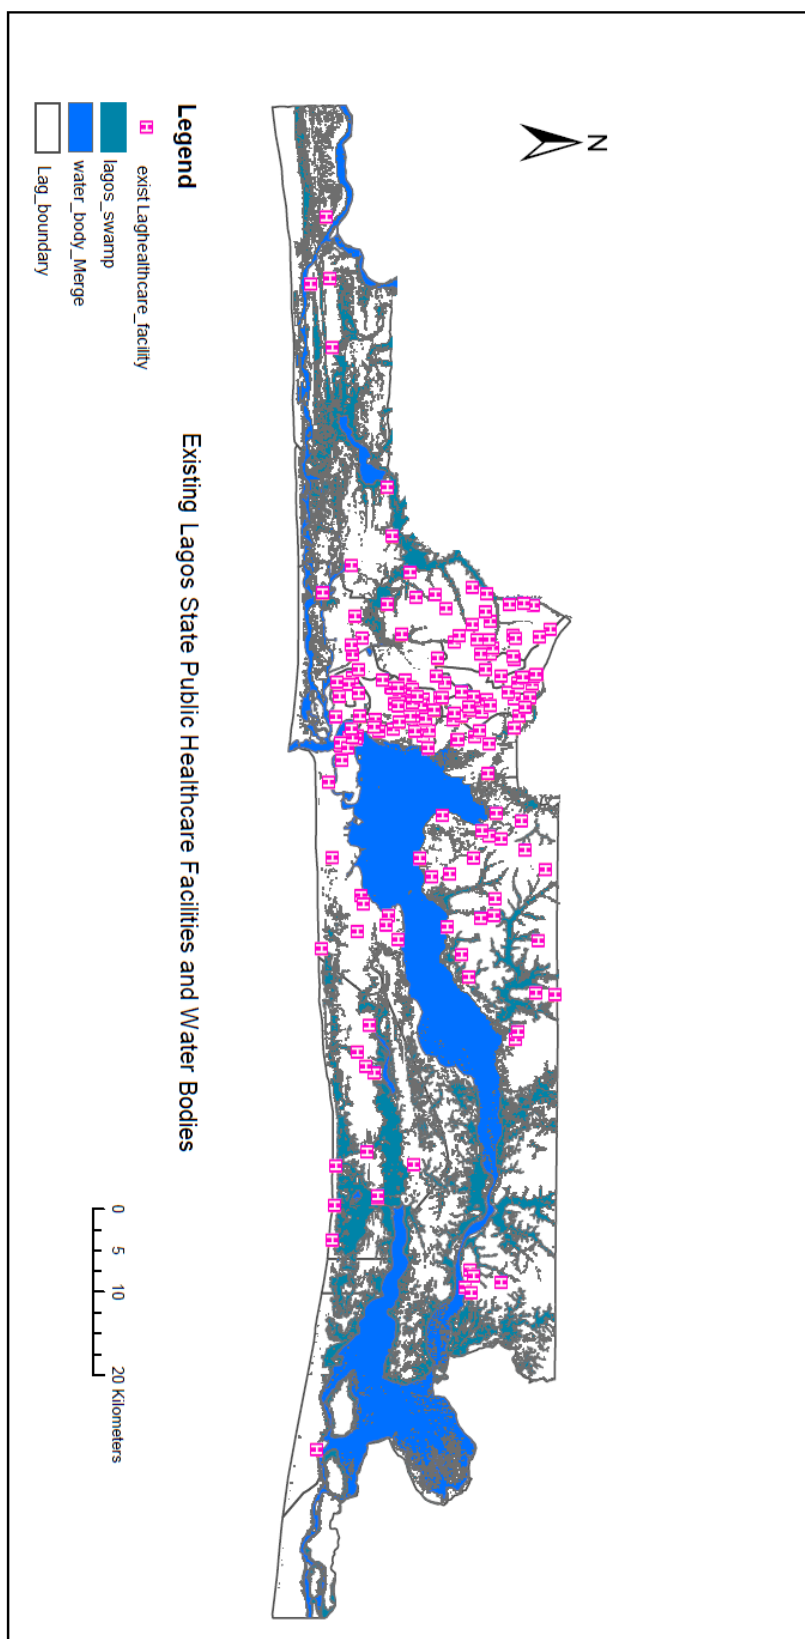 N
Existing Lagos State Public Healthcare Facilities and Water Bodies
Legend
exist Laghealthcare_facility
lagos_swamp
water_body_Merge
Lag_boundary
0 5 10 20 Kilometers